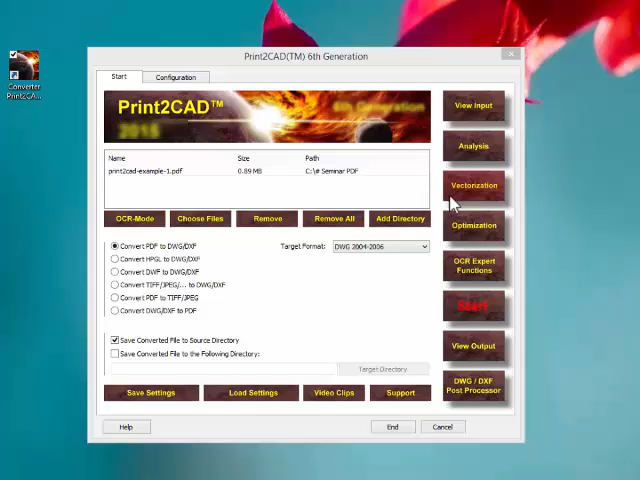 Print2CAD(TM) 6th Generation
Converter
Print2CA...
Start
Configuration
Print2CAD™
6th Generation
2015
View Input
Analysis
Vectorization
Optimization
OCR Expert
Functions
Start
View Output
DWG / DXF
Post Processor
Name Size Path
print2cad-example-1.pdf 0.89 MB C:\# Seminar PDF
OCR-Mode Choose Files Remove Remove All Add Directory
Convert PDF to DWG/DXF
Target Format: DWG 2004-2006
Convert HPGL to DWG/DXF
Convert DWF to DWG/DXF
Convert TIFF/JPEG/... to DWG/DXF
Convert PDF to TIFF/JPEG
Convert DWG/DXF to PDF
Save Converted File to Source Directory
Save Converted File to the Following Directory:
Target Directory
Save Settings Load Settings Video Clips Support
Help End Cancel